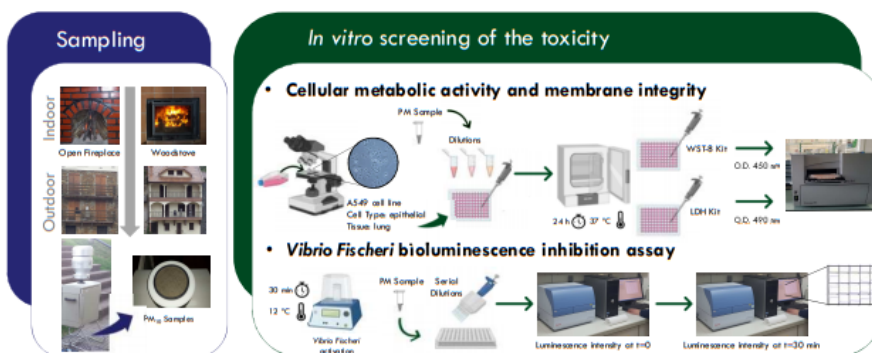 Sampling
In vitro screening of the toxicity
Indoor
Open Fireplace
Woodstove
Outdoor
PM10 Samples
• Cellular metabolic activity and membrane integrity
PM Sample
Dilutions
A549 cell line
Cell Type: epithelial
Tissue: lung
24 h
37 °C
WST-8 Kit
O.D. 450 nm
LDH Kit
O.D. 490 nm
• Vibrio Fischeri bioluminescence inhibition assay
30 min
12 °C
Vibrio Fischeri
activation
PM Sample
Serial
Dilutions
Luminescence intensity at t=0
Luminescence intensity at t=30 min